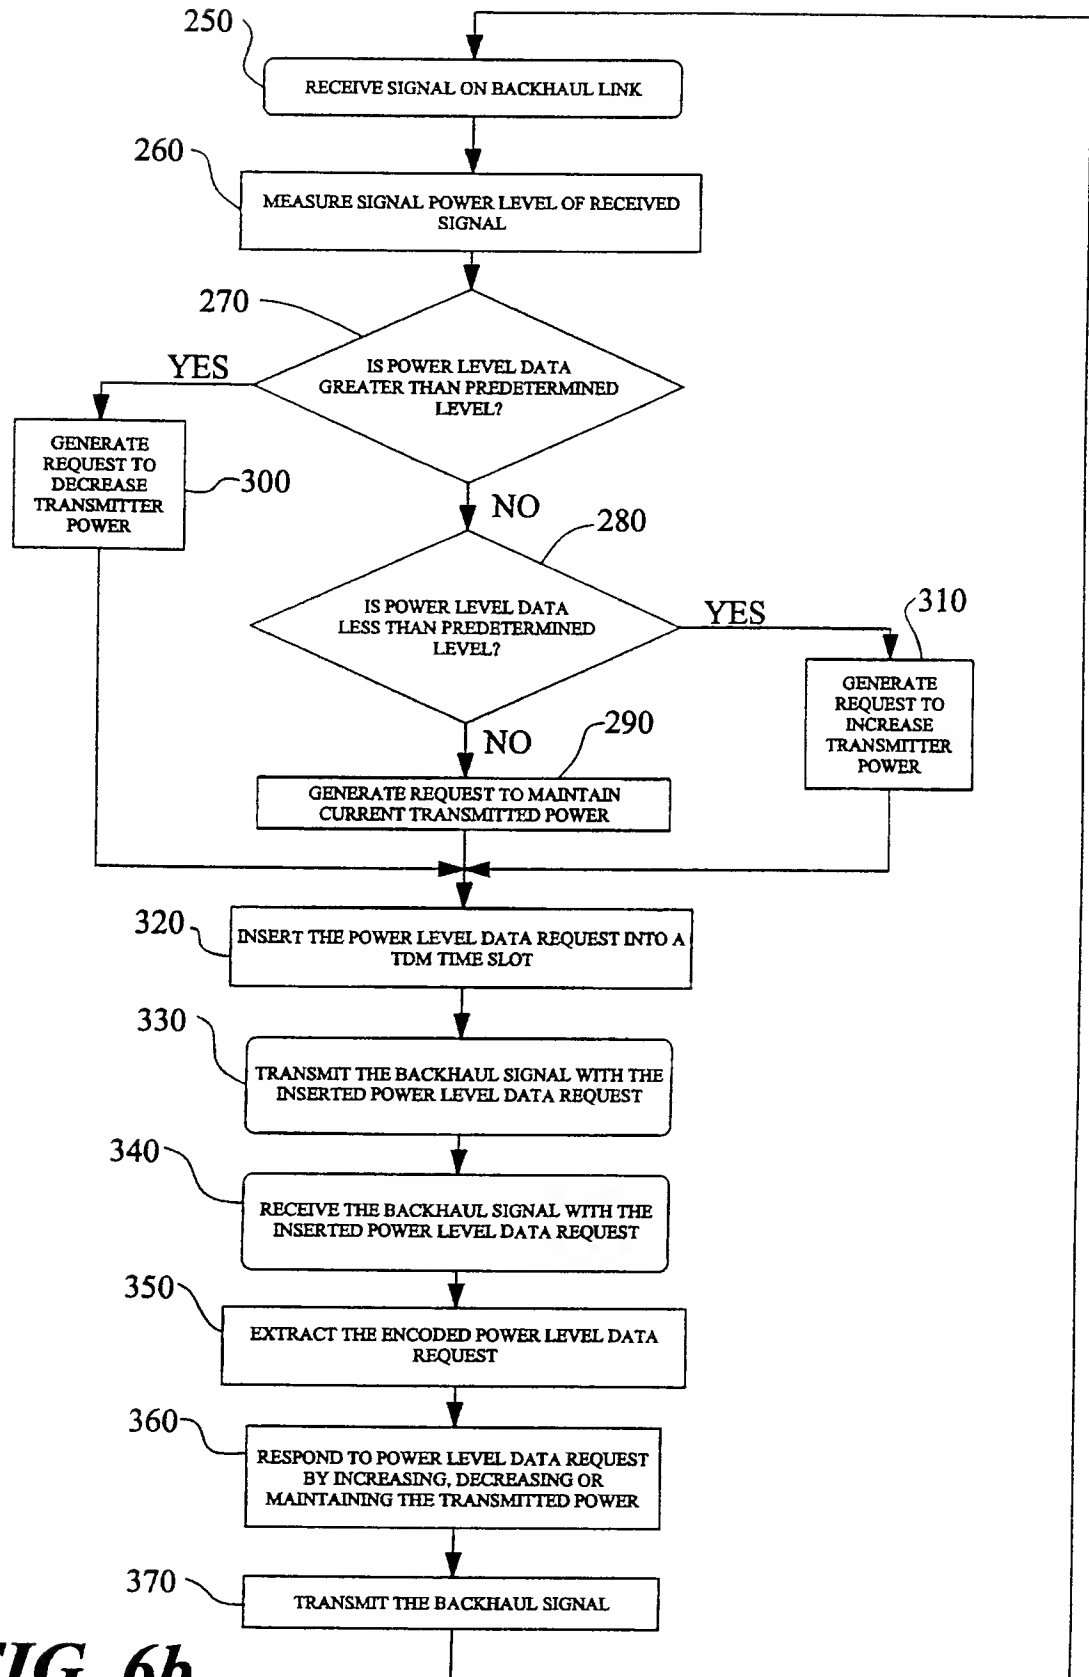 250
RECEIVE SIGNAL ON BACKHAUL LINK
260
MEASURE SIGNAL POWER LEVEL OF RECEIVED
SIGNAL
270
IS POWER LEVEL DATA
GREATER THAN PREDETERMINED
LEVEL?
YES
GENERATE
REQUEST TO
DECREASE
TRANSMITTER
POWER
300
NO
280
IS POWER LEVEL DATA
LESS THAN PREDETERMINED
LEVEL?
YES
310
GENERATE
REQUEST TO
INCREASE
TRANSMITTER
POWER
NO
290
GENERATE REQUEST TO MAINTAIN
CURRENT TRANSMITTED POWER
320
INSERT THE POWER LEVEL DATA REQUEST INTO A
TDM TIME SLOT
330
TRANSMIT THE BACKHAUL SIGNAL WITH THE
INSERTED POWER LEVEL DATA REQUEST
340
RECEIVE THE BACKHAUL SIGNAL WITH THE
INSERTED POWER LEVEL DATA REQUEST
350
EXTRACT THE ENCODED POWER LEVEL DATA
REQUEST
360
RESPOND TO POWER LEVEL DATA REQUEST
BY INCREASING, DECREASING OR
MAINTAINING THE TRANSMITTED POWER
370
TRANSMIT THE BACKHAUL SIGNAL
FIG. 6b